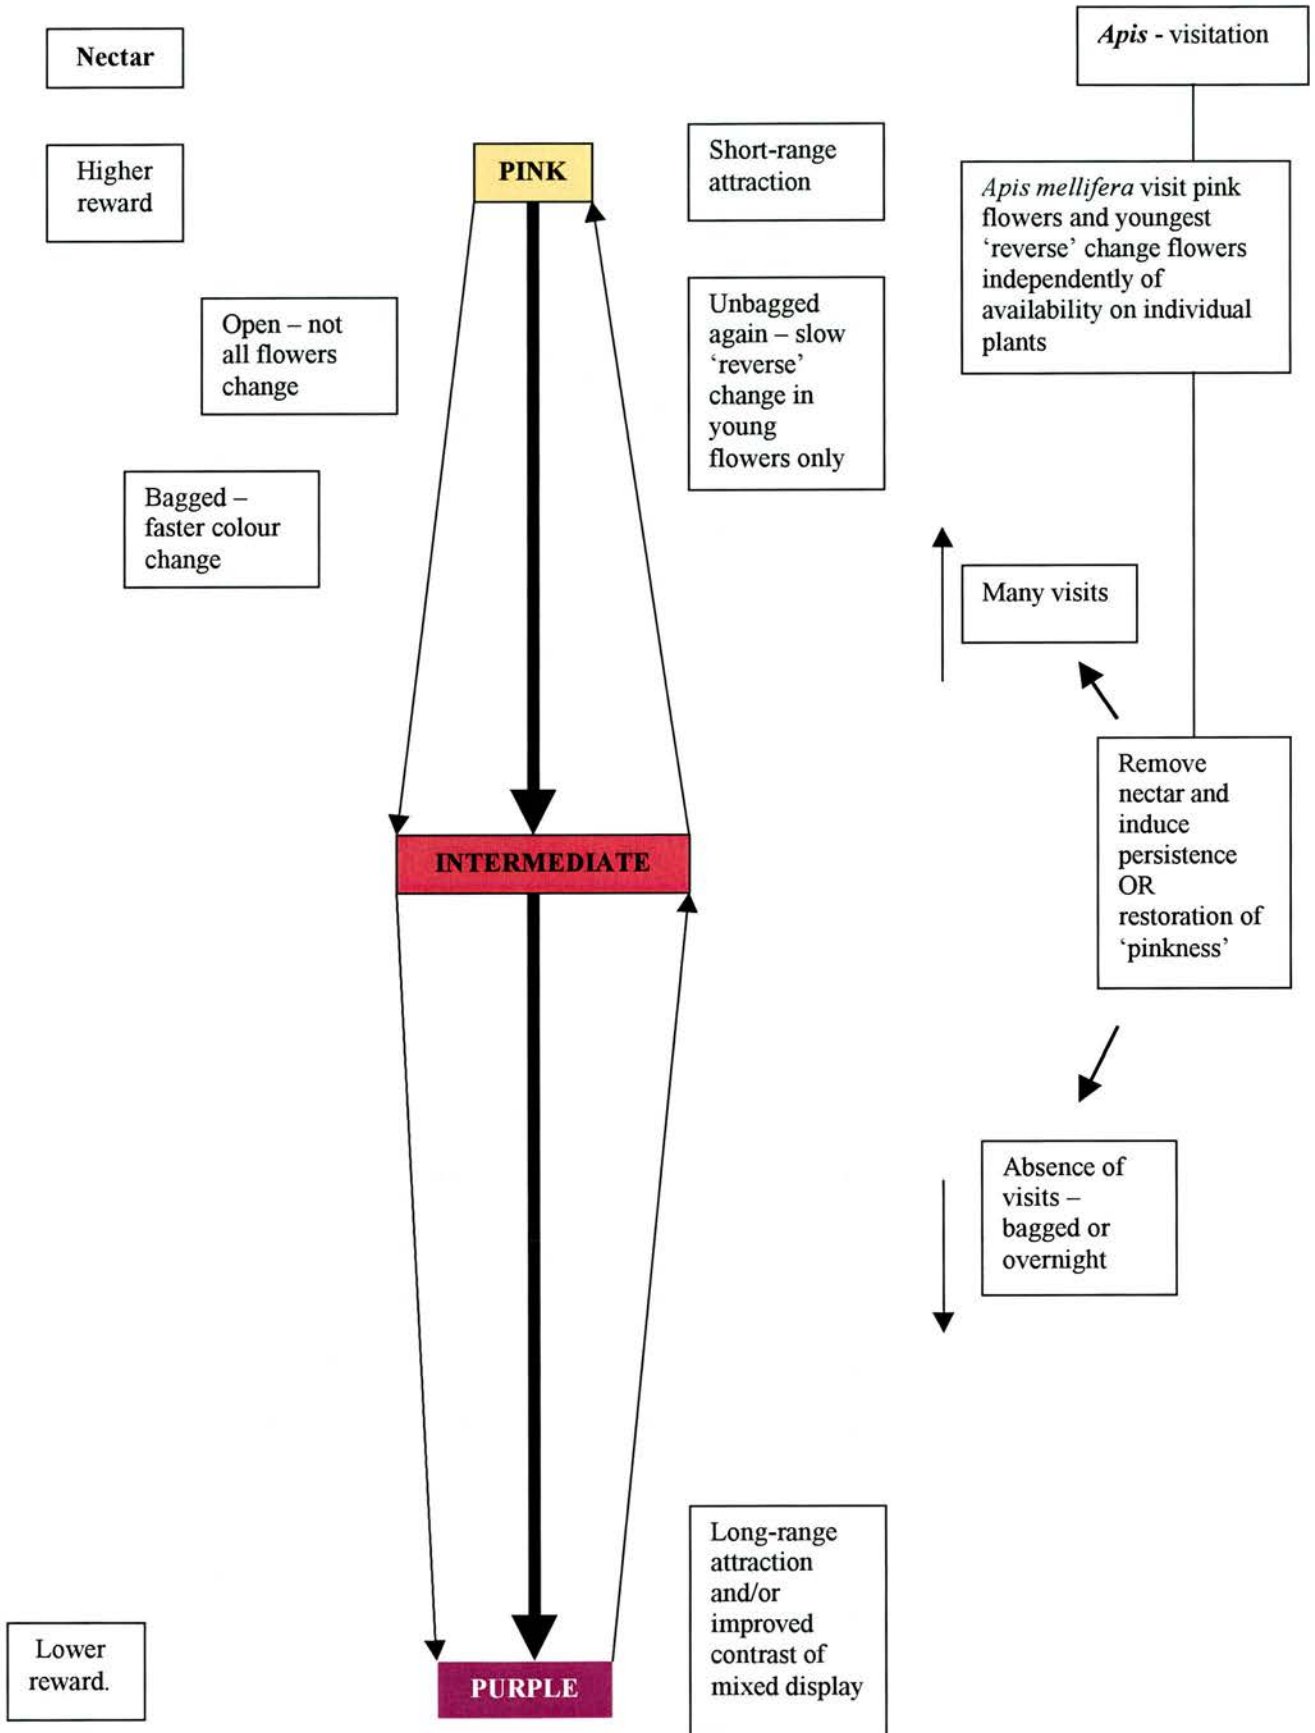 Nectar
Apis - visitation
Higher
reward
PINK
Short-range
attraction
Apis mellifera visit pink
flowers and youngest
‘reverse’ change flowers
independently of
availability on individual
plants
Open – not
all flowers
change
Unbagged
again – slow
‘reverse’
change in
young
flowers only
Bagged –
faster colour
change
Many visits
Remove
nectar and
induce
persistence
OR
restoration of
‘pinkness’
INTERMEDIATE
Absence of
visits –
bagged or
overnight
Long-range
attraction
and/or
improved
contrast of
mixed display
Lower
reward.
PURPLE